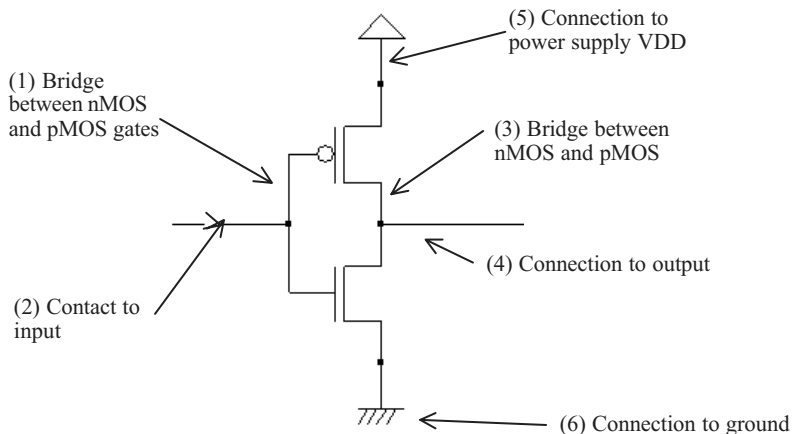 (5) Connection to
power supply VDD
(1) Bridge
between nMOS
and pMOS gates
(3) Bridge between
nMOS and pMOS
(4) Connection to output
(2) Contact to
input
(6) Connection to ground